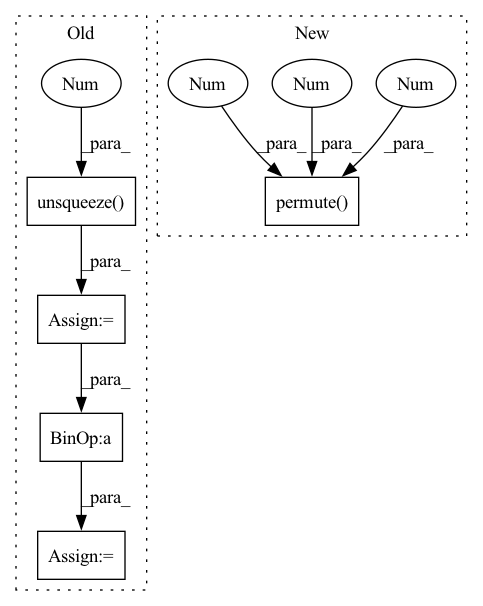 Old
Num
_para_
unsqueeze()
_para_
Assign:=
_para_
BinOp:a
_para_
Assign:=
New
Num
Num
Num
_para_
_para_
_para_
permute()